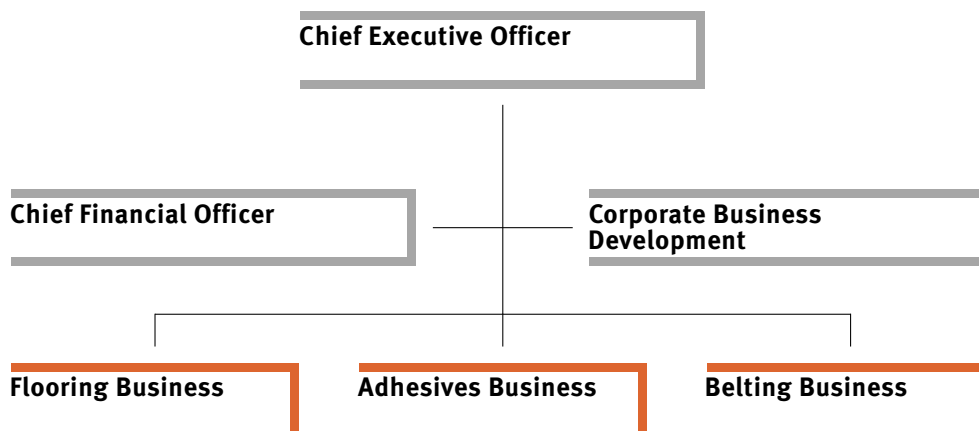 Chief Executive Officer
Chief Financial Officer
Corporate Business
Development
Flooring Business
Adhesives Business
Belting Business